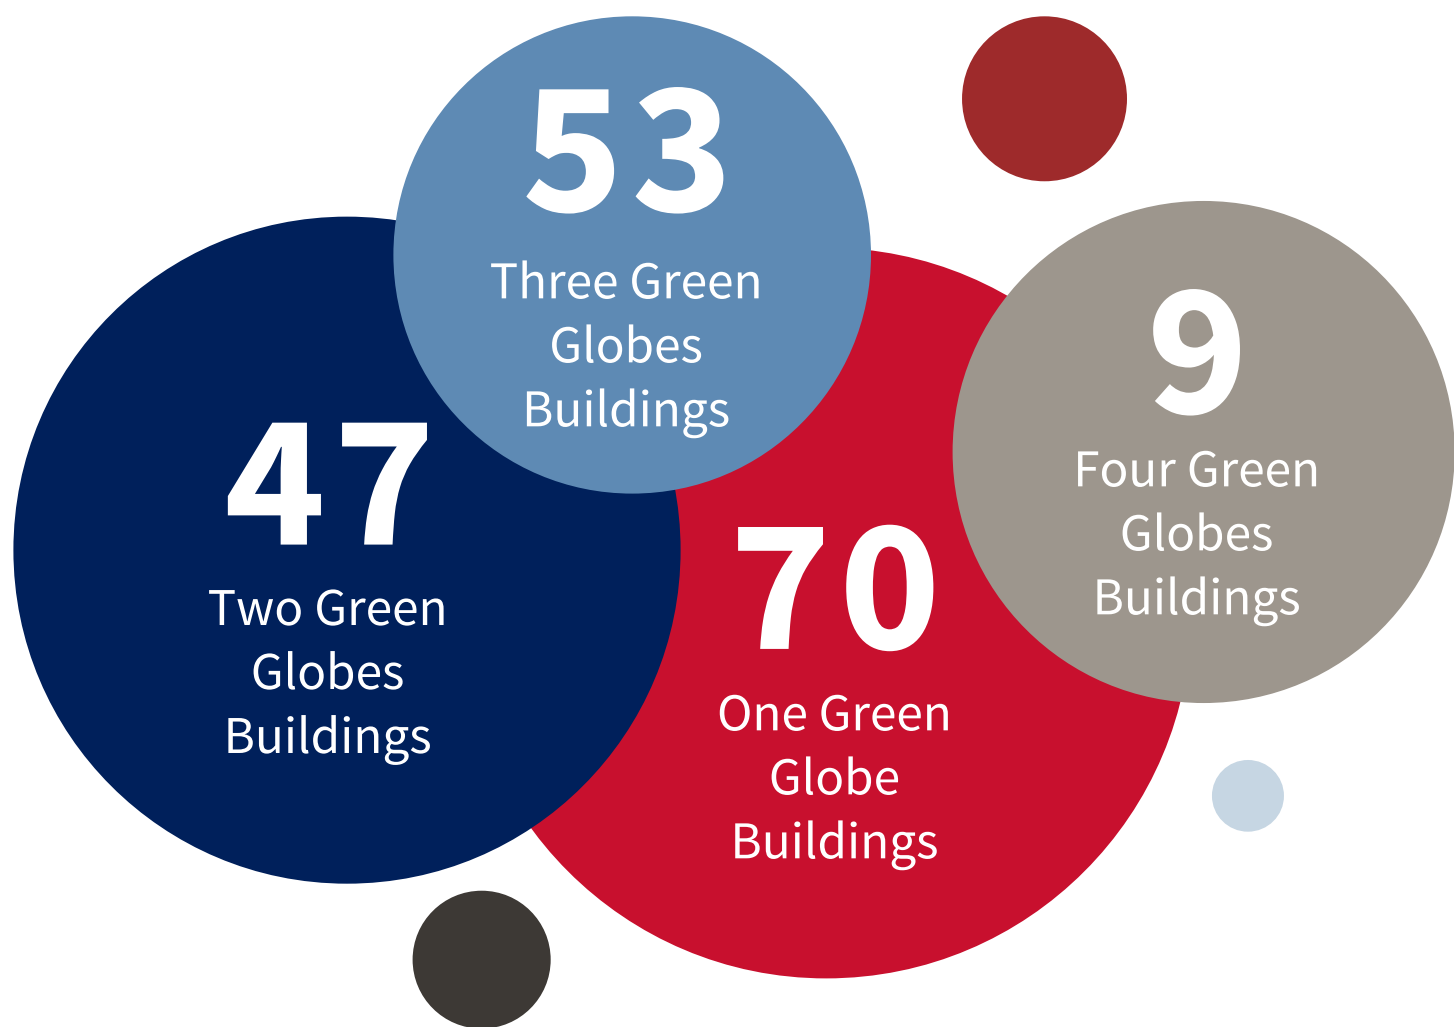 53
Three Green
Globes
Buildings
47
Two Green
Globes
Buildings
70
One Green
Globe
Buildings
9
Four Green
Globes
Buildings